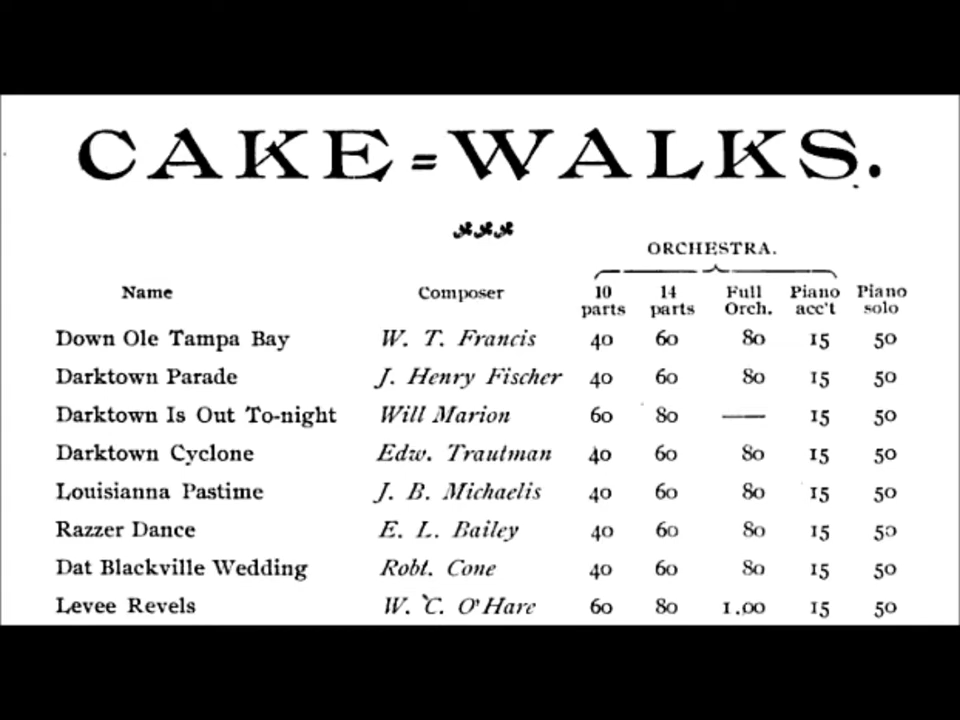 CAKE=WALKS.
ORCHESTRA.
Name Composer 10 parts 14 parts Full Orch. Piano acc't Piano solo
Down Ole Tampa Bay W. T. Francis 40 60 80 15 50
Darktown Parade J. Henry Fischer 40 60 80 15 50
Darktown Is Out To-night Will Marion 60 80 — 15 50
Darktown Cyclone Edw. Trautman 40 60 80 15 50
Louisianna Pastime J. B. Michaelis 40 60 80 15 50
Razzer Dance E. L. Bailey 40 60 80 15 50
Dat Blackville Wedding Robt. Cone 40 60 80 15 50
Levee Revels W. C. O'Hare 60 80 1.00 15 50